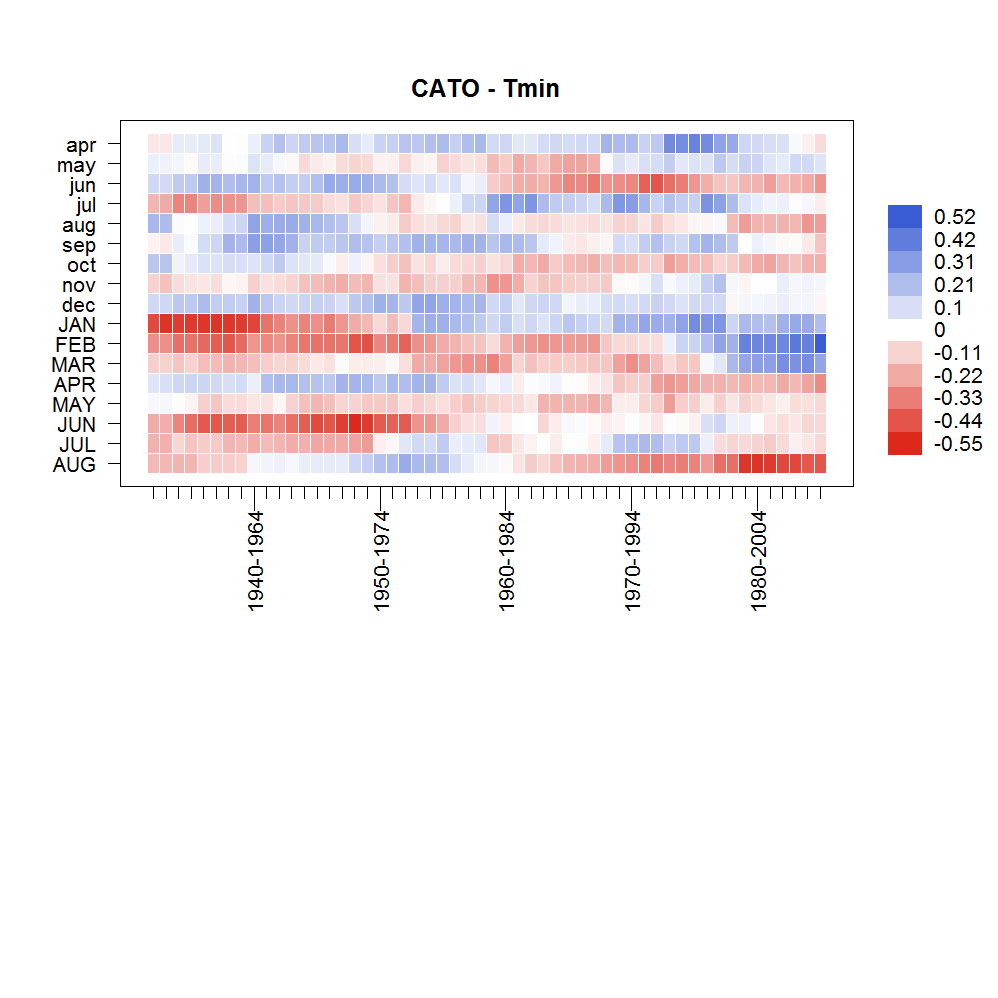 CATO - Tmin
apr
may
jun
jul
aug
sep
oct
nov
dec
JAN
FEB
MAR
APR
MAY
JUN
JUL
AUG
0.52
0.42
0.31
0.21
0.1
0
-0.11
-0.22
-0.33
-0.44
-0.55
1940-1964
1950-1974
1960-1984
1970-1994
1980-2004